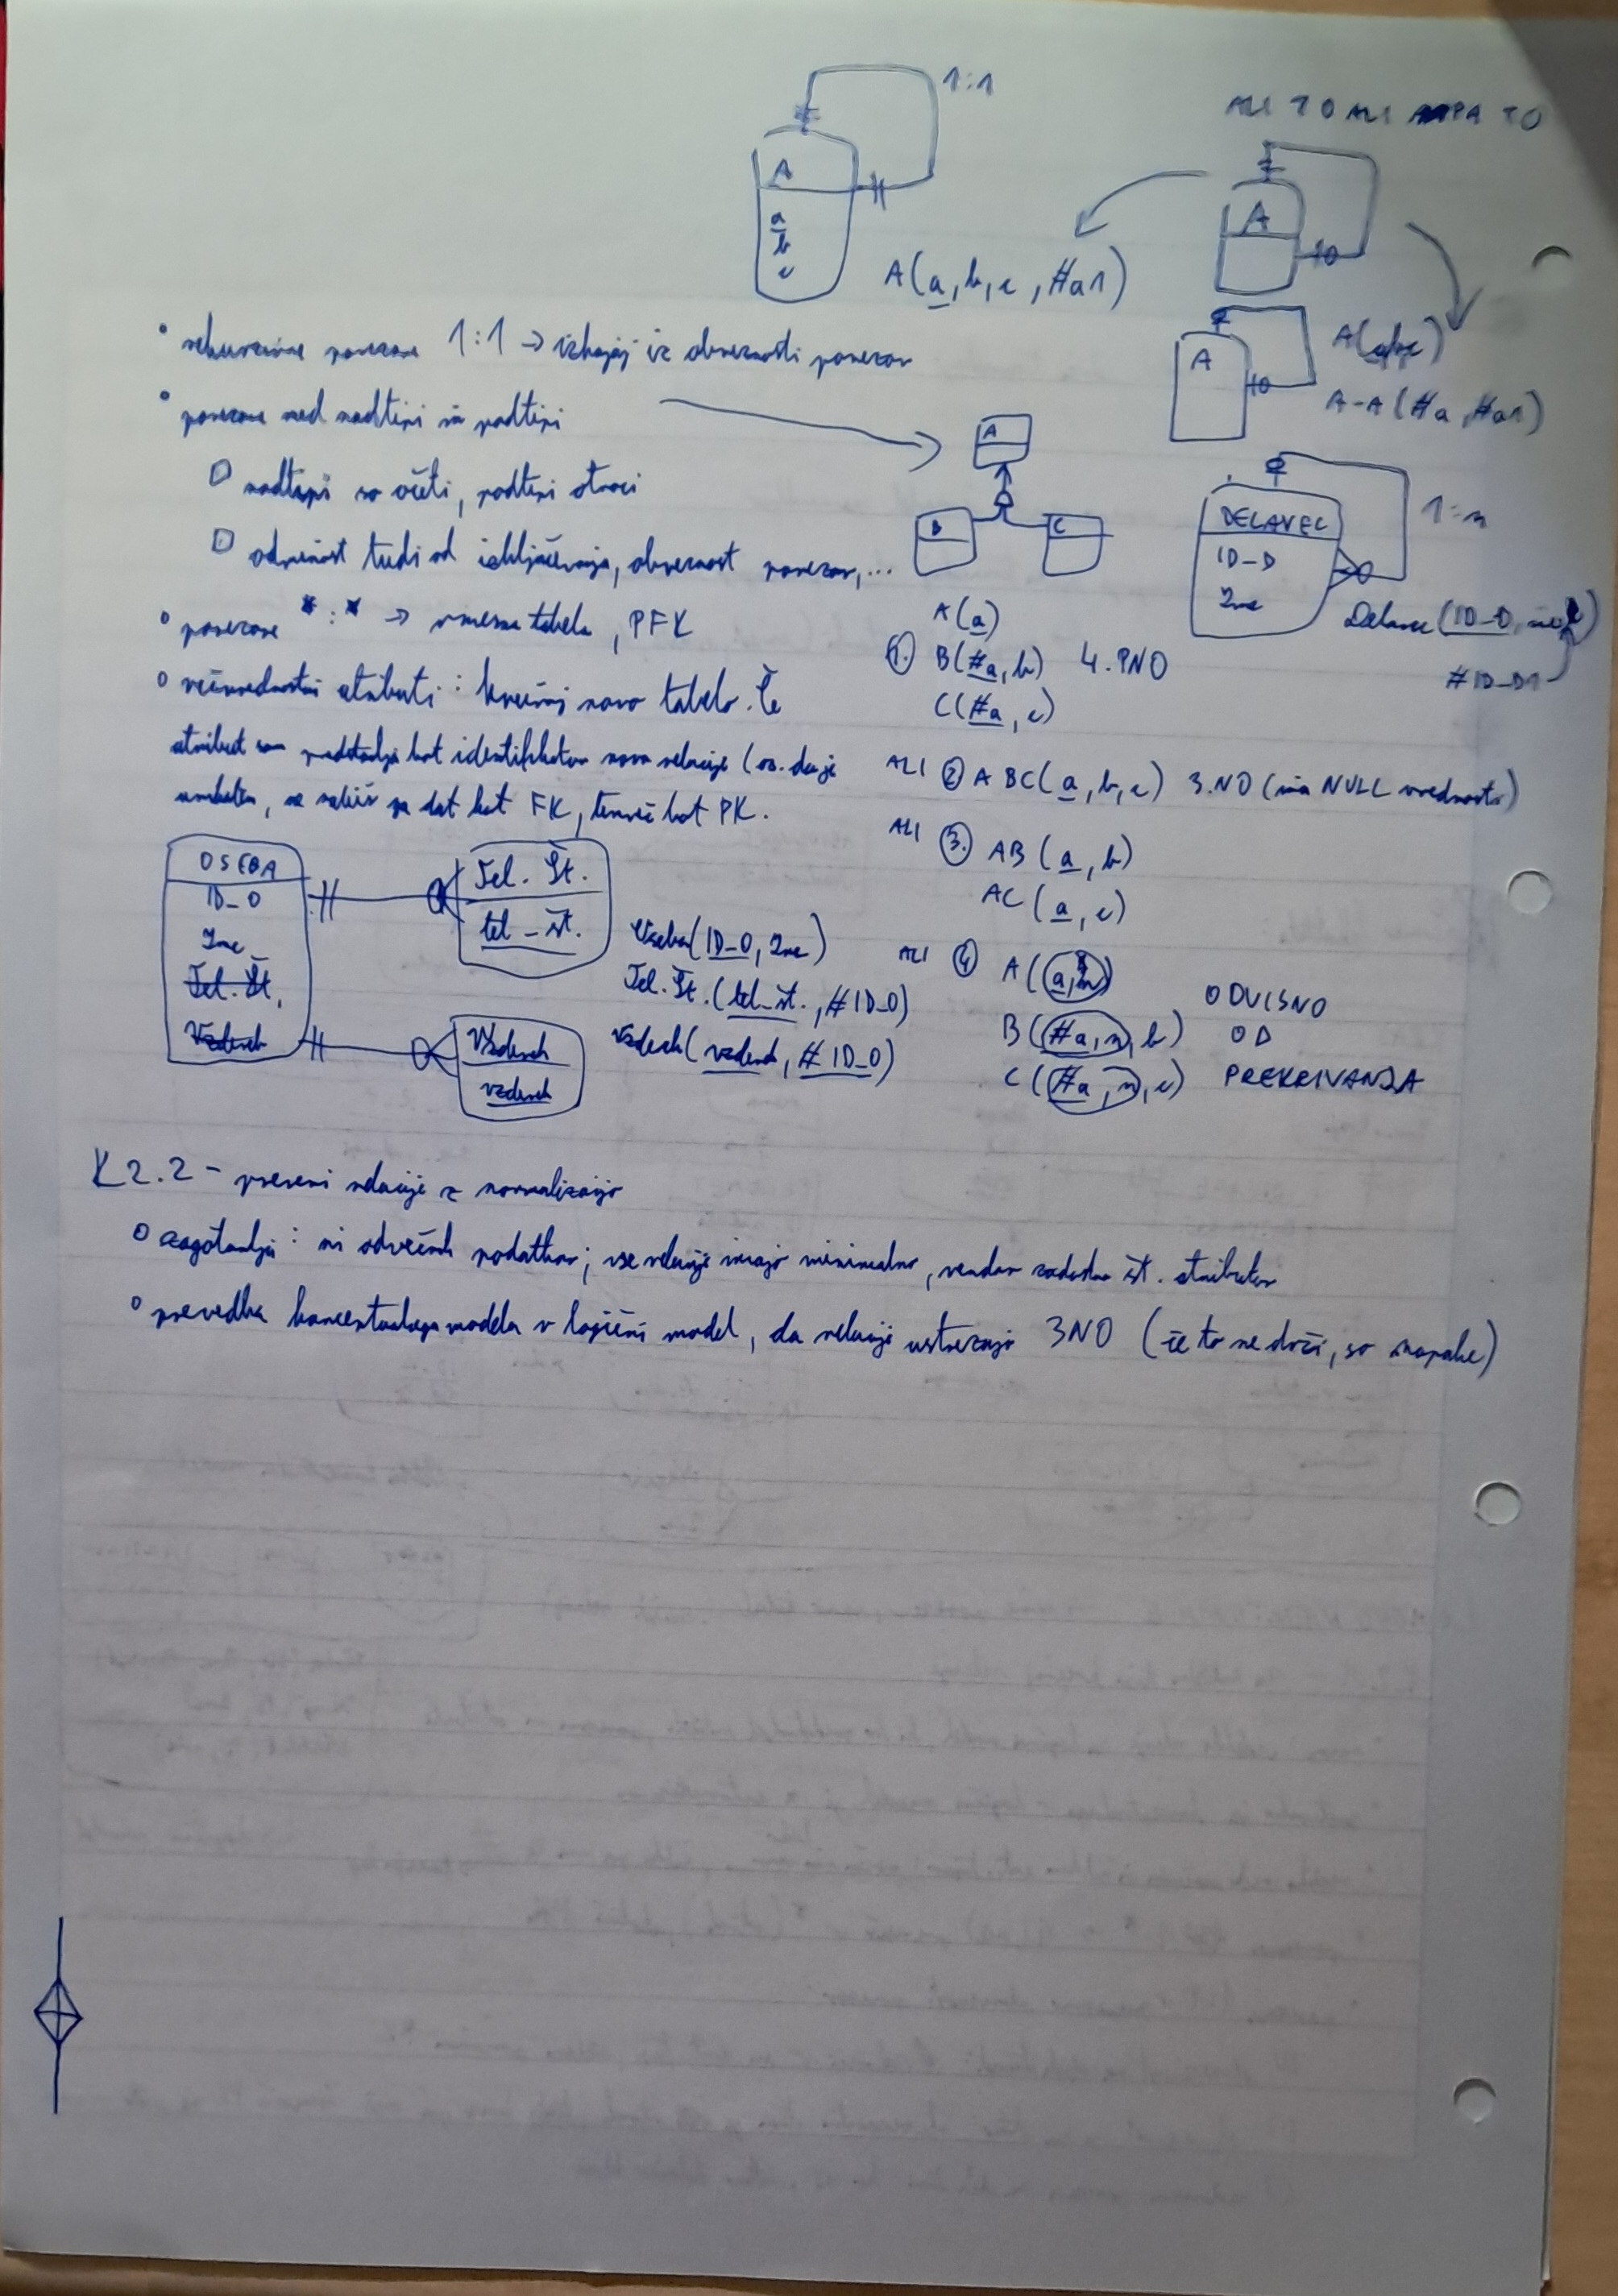 1:1
ALI TO ALI PA TO
A
a
b
c
A(a, b, c, #a1)
A
A
A(a,b,c)
A-A(#a, #a1)
• rekurzivne povezave 1:1 → izhajaj iz obveznosti povezav
• povezave med nadtipi in podtipi
A
B
C
nadtipi so očeti, podtipi otroci
odvisnost tudi od izključevanja, obveznost povezav,...
1:n
DELAVEC
ID_D
Ime
Delavec(ID_D, ime,
#ID_D1
• povezave *:* → vmesna tabela, PFK
• večvrednostni atributi: kreiraj novo tabelo. Če
atribut predstavlja kot identifikator nove relacije (oz. daje
, se ga dat kot FK, temveč kot PK.
A(a)
1. B(#a, b) 4.PNO
C(#a, c)
ALI 2 ABC(a, b, c) 3.NO (ima NULL vrednosti)
ALI 3. AB(a, b)
AC(a, c)
ALI 4 A(a,n)
B(#a, n, b)
C(#a, n, c)
ODVISNO
OD
PREKRIVANJA
OSEBA
ID_O
Ime
Tel. Št.
Vzdevek
Tel. Št.
tel_št.
Vzdevek
vzdevek
Oseba(ID_O, Ime)
Tel. Št.(tel_št., #ID_O)
Vzdevek(vzdevek, #ID_O)
K2.2 - preveri relacije z normalizacijo
zagotavlja: ni odvečnih podatkov; vse relacije imajo minimalno, vendar zadostno št. atributov
prevedba konceptualnega modela v logični model, da relacije ustrezajo 3NO (če to ne drži, so napake)